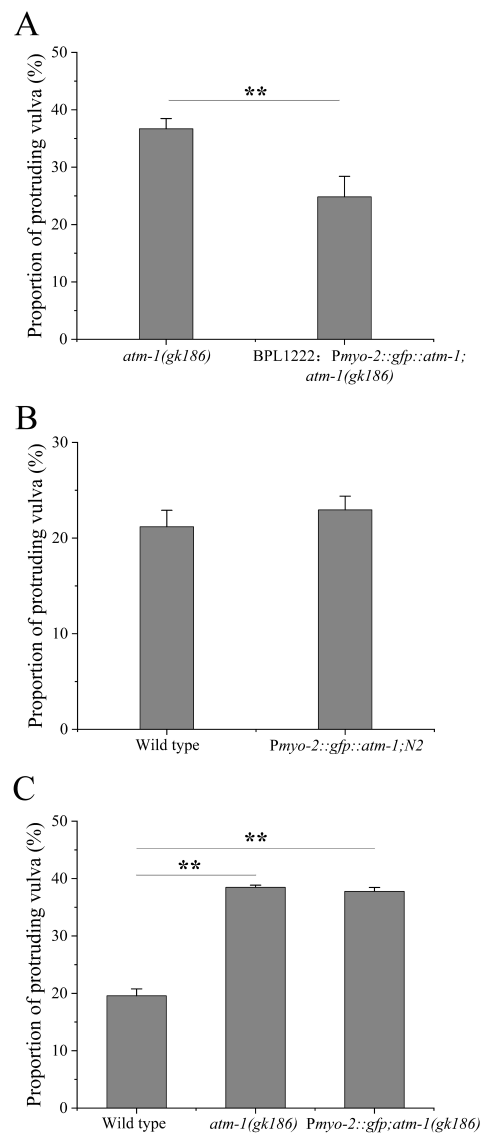 A
Proportion of protruding vulva (%)
50
40
30
20
10
0
**
atm-1(gk186)
BPL1222: Pmyo-2::gfp::atm-1;
atm-1(gk186)
B
Proportion of protruding vulva (%)
30
20
10
0
Wild type
Pmyo-2::gfp::atm-1;N2
C
Proportion of protruding vulva (%)
50
40
30
20
10
0
**
**
Wild type
atm-1(gk186)
Pmyo-2::gfp;atm-1(gk186)